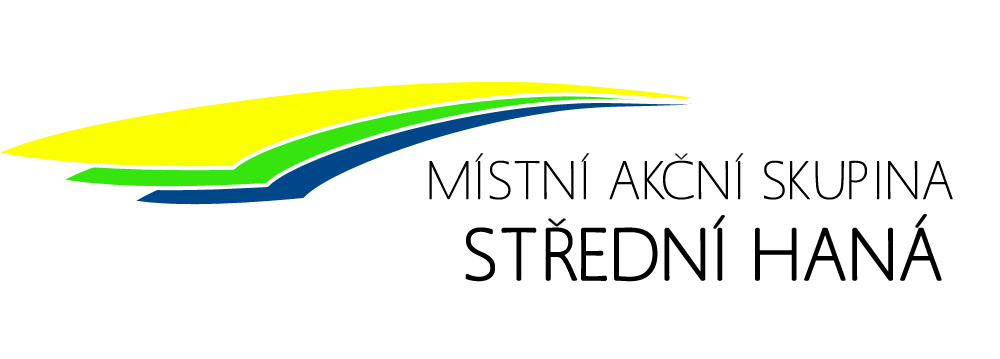 MÍSTNÍ AKČNÍ SKUPINA
STŘEDNÍ HANÁ